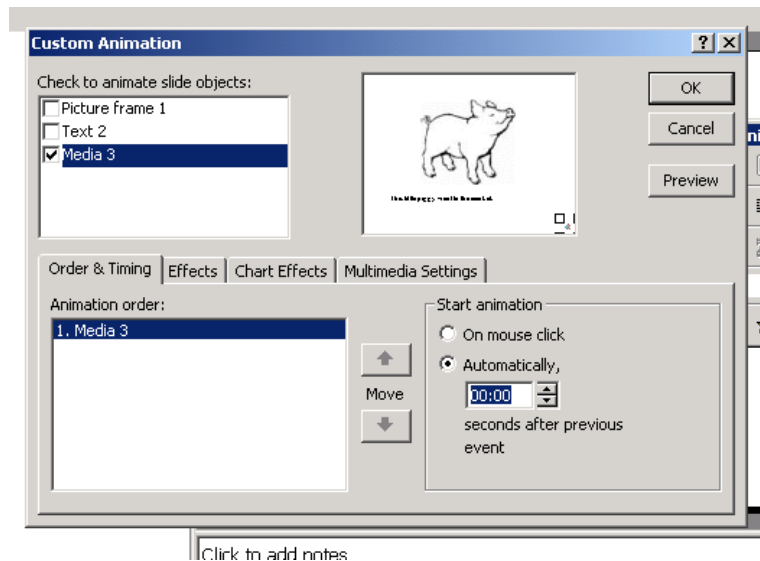 Custom Animation
Check to animate slide objects:
Picture frame 1
Text 2
Media 3
OK
Cancel
Preview
Order & Timing
Effects
Chart Effects
Multimedia Settings
Animation order:
1. Media 3
Move
Start animation
On mouse click
Automatically,
00:00
seconds after previous
event
Click to add notes